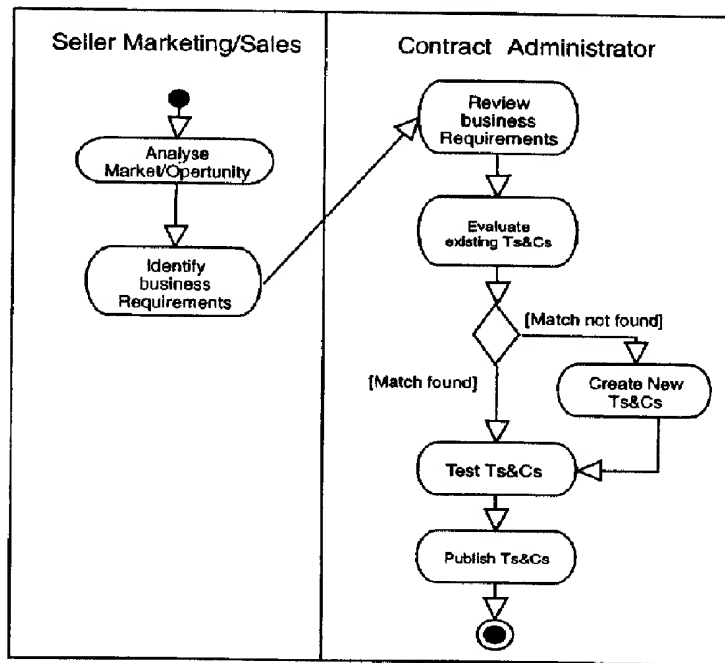 Seller Marketing/Sales
Analyse
Market/Opertunity
Identify
business
Requirements
Contract Administrator
Review
business
Requirements
Evaluate
existing Ts&Cs
[Match not found]
[Match found]
Create New
Ts&Cs
Test Ts&Cs
Publish Ts&Cs